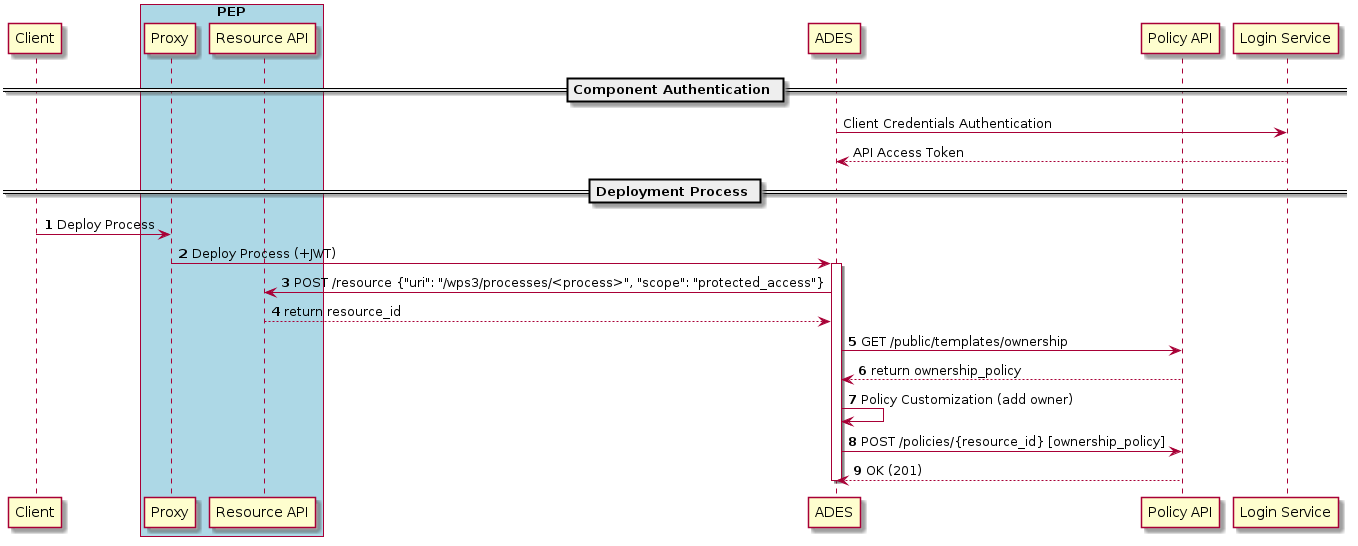 PEP
Client
Proxy
Resource API
ADES
Policy API
Login Service
Component Authentication
Client Credentials Authentication
API Access Token
Deployment Process
1 Deploy Process
2 Deploy Process (+JWT)
3 POST /resource {"uri": "/wps3/processes/<process>", "scope": "protected_access"}
4 return resource_id
5 GET /public/templates/ownership
6 return ownership_policy
7 Policy Customization (add owner)
8 POST /policies/{resource_id} [ownership_policy]
9 OK (201)
Client
Proxy
Resource API
ADES
Policy API
Login Service